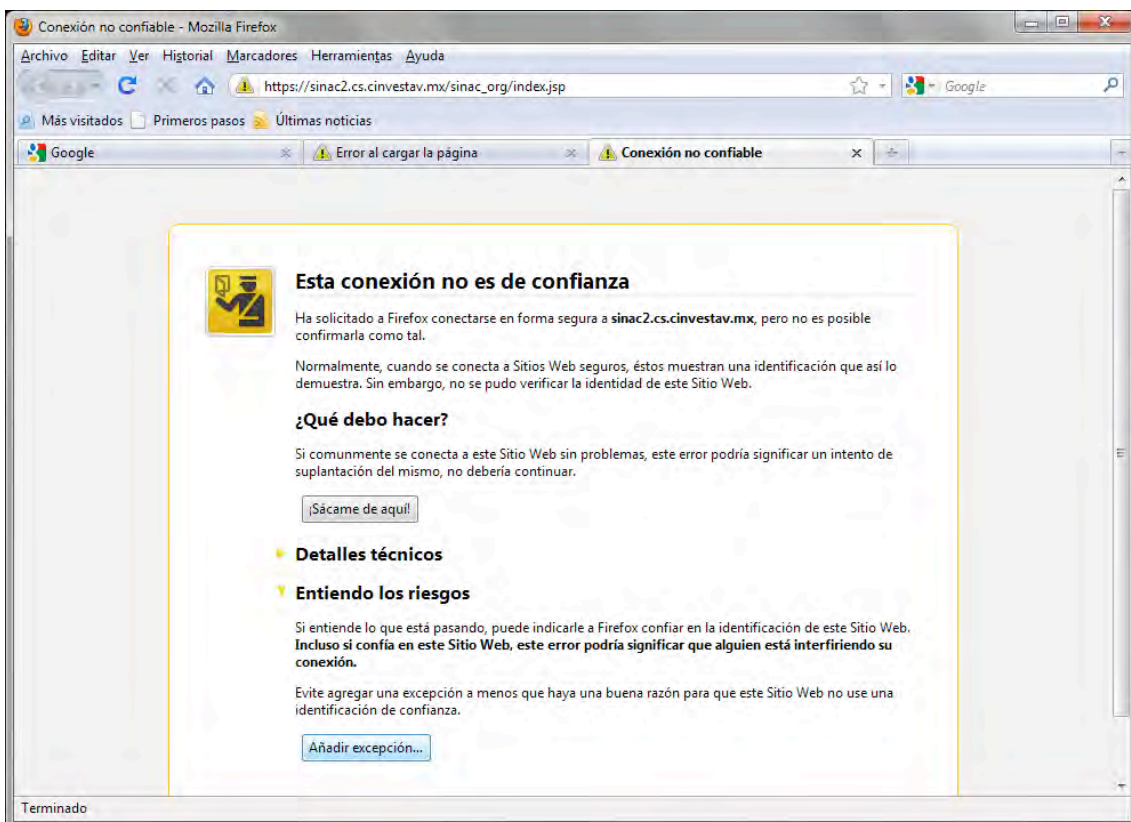 Conexión no confiable - Mozilla Firefox
Archivo Editar Ver Historial Marcadores Herramientas Ayuda
https://sinac2.cs.cinvestav.mx/sinac_org/index.jsp Google
Más visitados Primeros pasos Últimas noticias
Google Error al cargar la página Conexión no confiable
Esta conexión no es de confianza
Ha solicitado a Firefox conectarse en forma segura a sinac2.cs.cinvestav.mx, pero no es posible
confirmarla como tal.
Normalmente, cuando se conecta a Sitios Web seguros, éstos muestran una identificación que así lo
demuestra. Sin embargo, no se pudo verificar la identidad de este Sitio Web.
¿Qué debo hacer?
Si comunmente se conecta a este Sitio Web sin problemas, este error podría significar un intento de
suplantación del mismo, no debería continuar.
¡Sácame de aquí!
Detalles técnicos
Entiendo los riesgos
Si entiende lo que está pasando, puede indicarle a Firefox confiar en la identificación de este Sitio Web.
Incluso si confía en este Sitio Web, este error podría significar que alguien está interfiriendo su
conexión.
Evite agregar una excepción a menos que haya una buena razón para que este Sitio Web no use una
identificación de confianza.
Añadir excepción...
Terminado